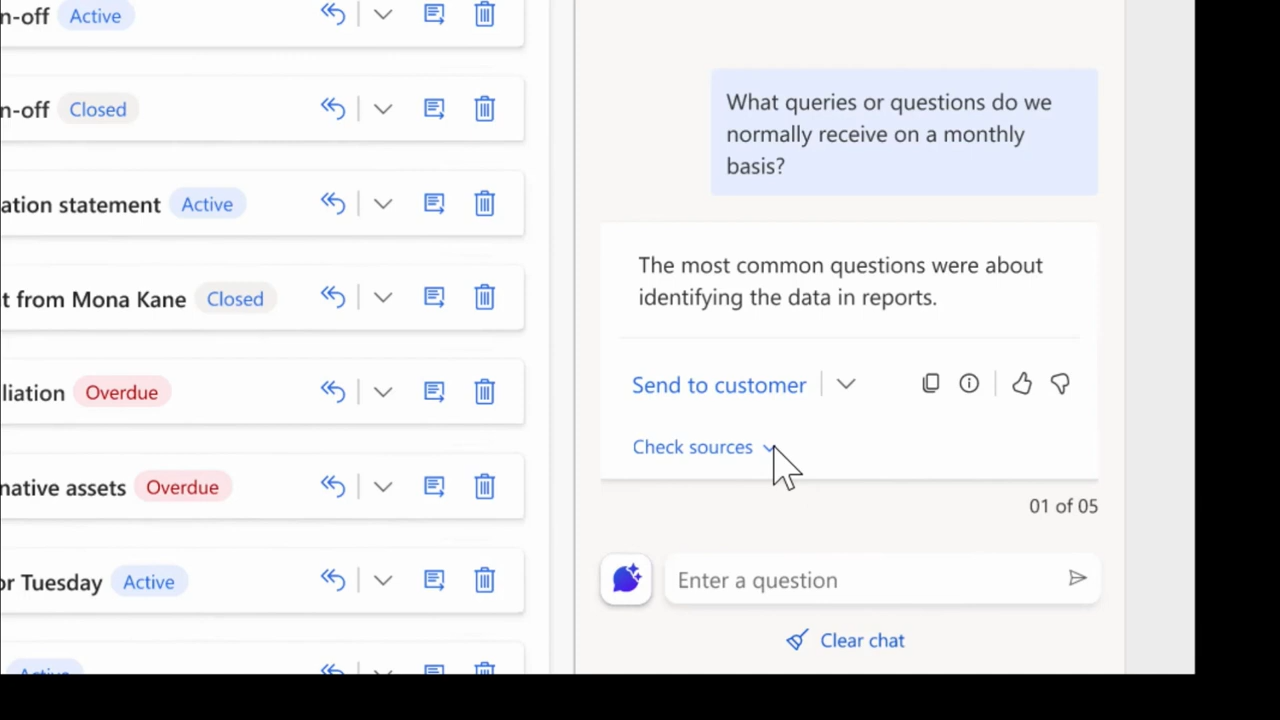 n-off Active
n-off Closed
ation statement Active
t from Mona Kane Closed
liation Overdue
native assets Overdue
or Tuesday Active
Active
What queries or questions do we
normally receive on a monthly
basis?
The most common questions were about
identifying the data in reports.
Send to customer
Check sources
01 of 05
Enter a question
Clear chat